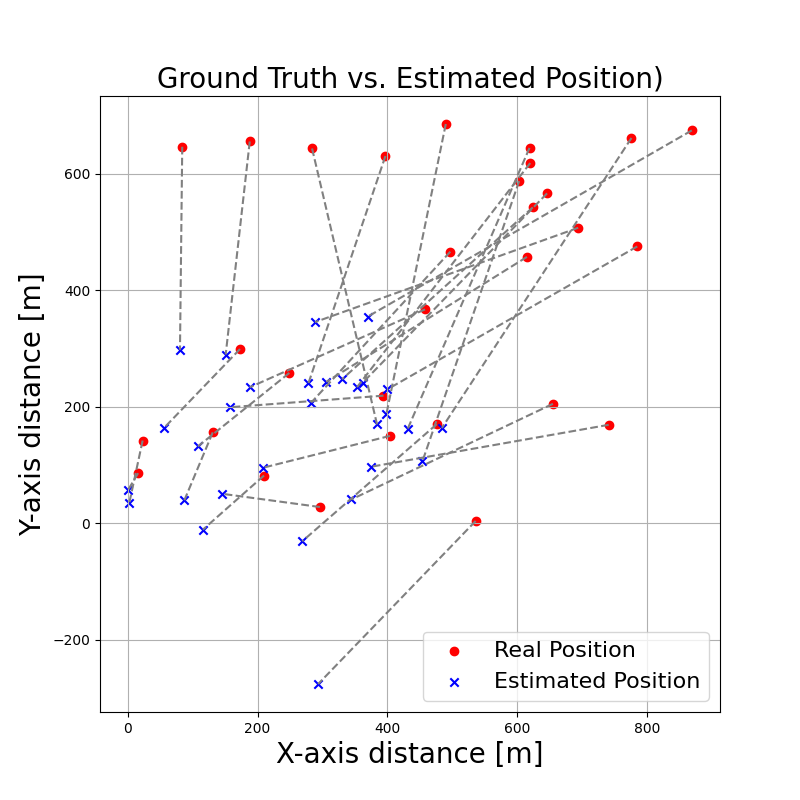 Ground Truth vs. Estimated Position)
Y-axis distance [m]
600
400
200
0
−200
0 200 400 600 800
X-axis distance [m]
Real Position
Estimated Position